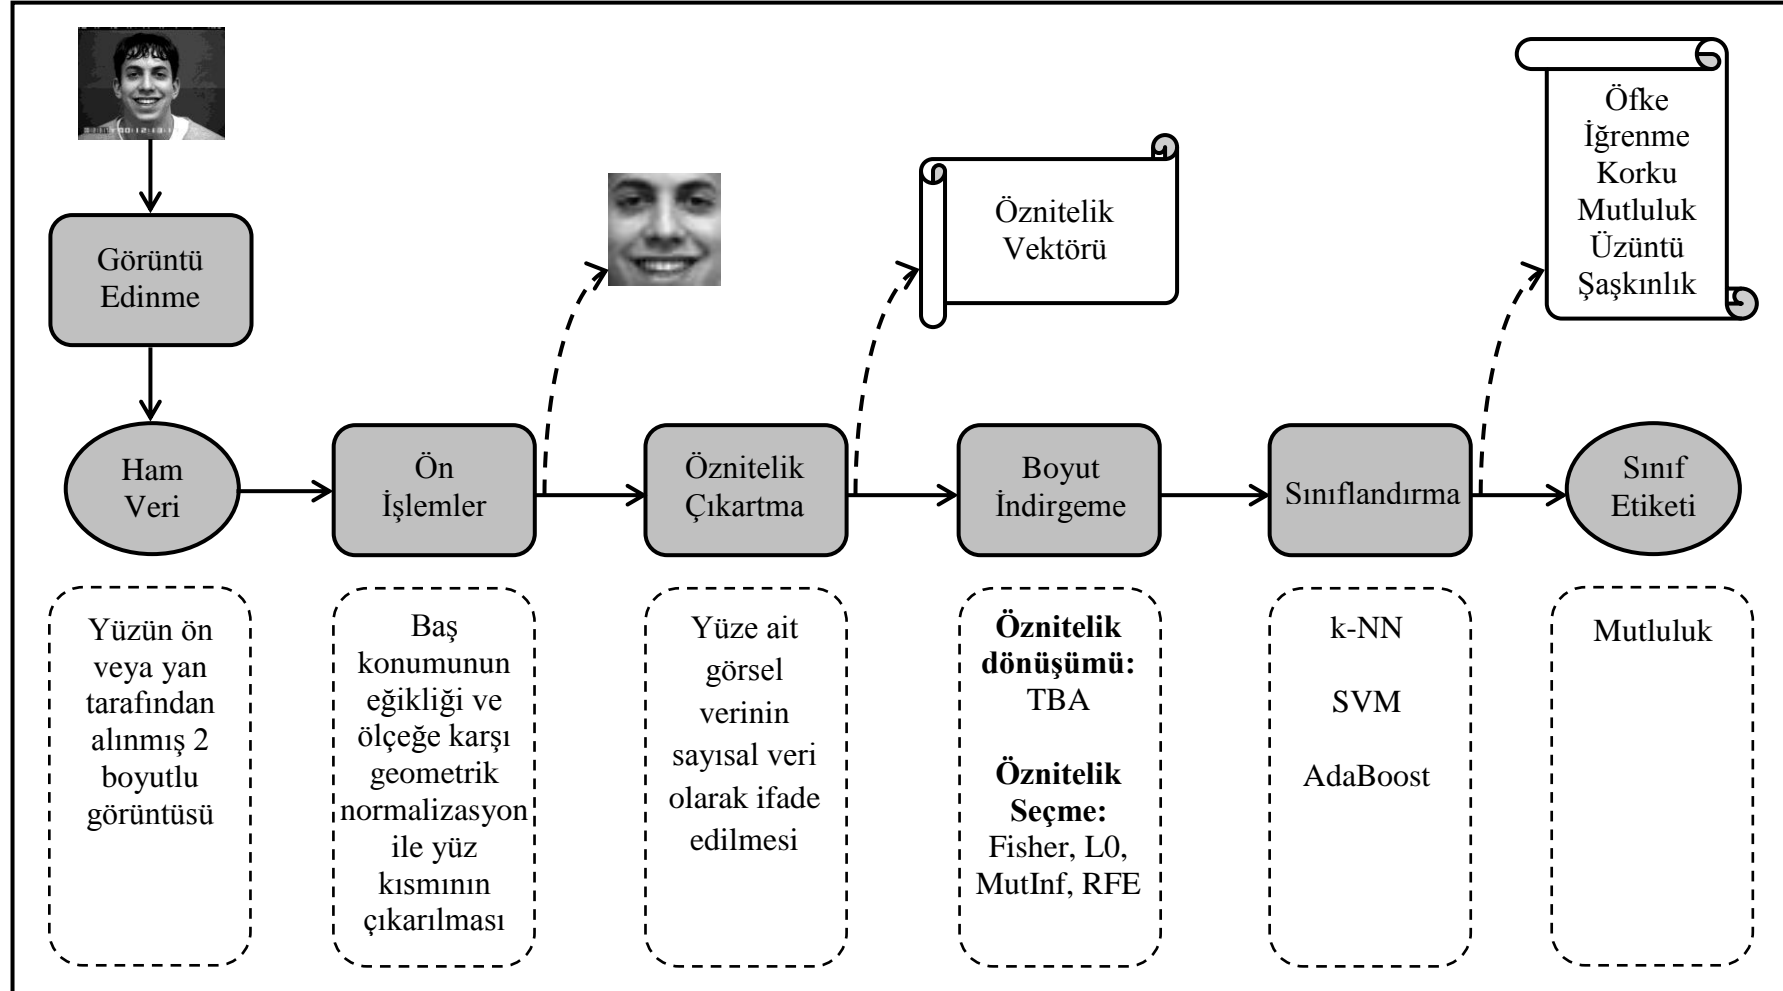 Öfke
İğrenme
Korku
Mutluluk
Üzüntü
Şaşkınlık
Öznitelik
Vektörü
Görüntü
Edinme
Ham
Veri
Ön
İşlemler
Öznitelik
Çıkartma
Boyut
İndirgeme
Sınıflandırma
Sınıf
Etiketi
Yüzün ön
veya yan
tarafından
alınmış 2
boyutlu
görüntüsü
Baş
konumunun
eğikliği ve
ölçeğe karşı
geometrik
normalizasyon
ile yüz
kısmının
çıkarılması
Yüze ait
görsel
verinin
sayısal veri
olarak ifade
edilmesi
Öznitelik
dönüşümü:
TBA
Öznitelik
Seçme:
Fisher, L0,
MutInf, RFE
k-NN
SVM
AdaBoost
Mutluluk